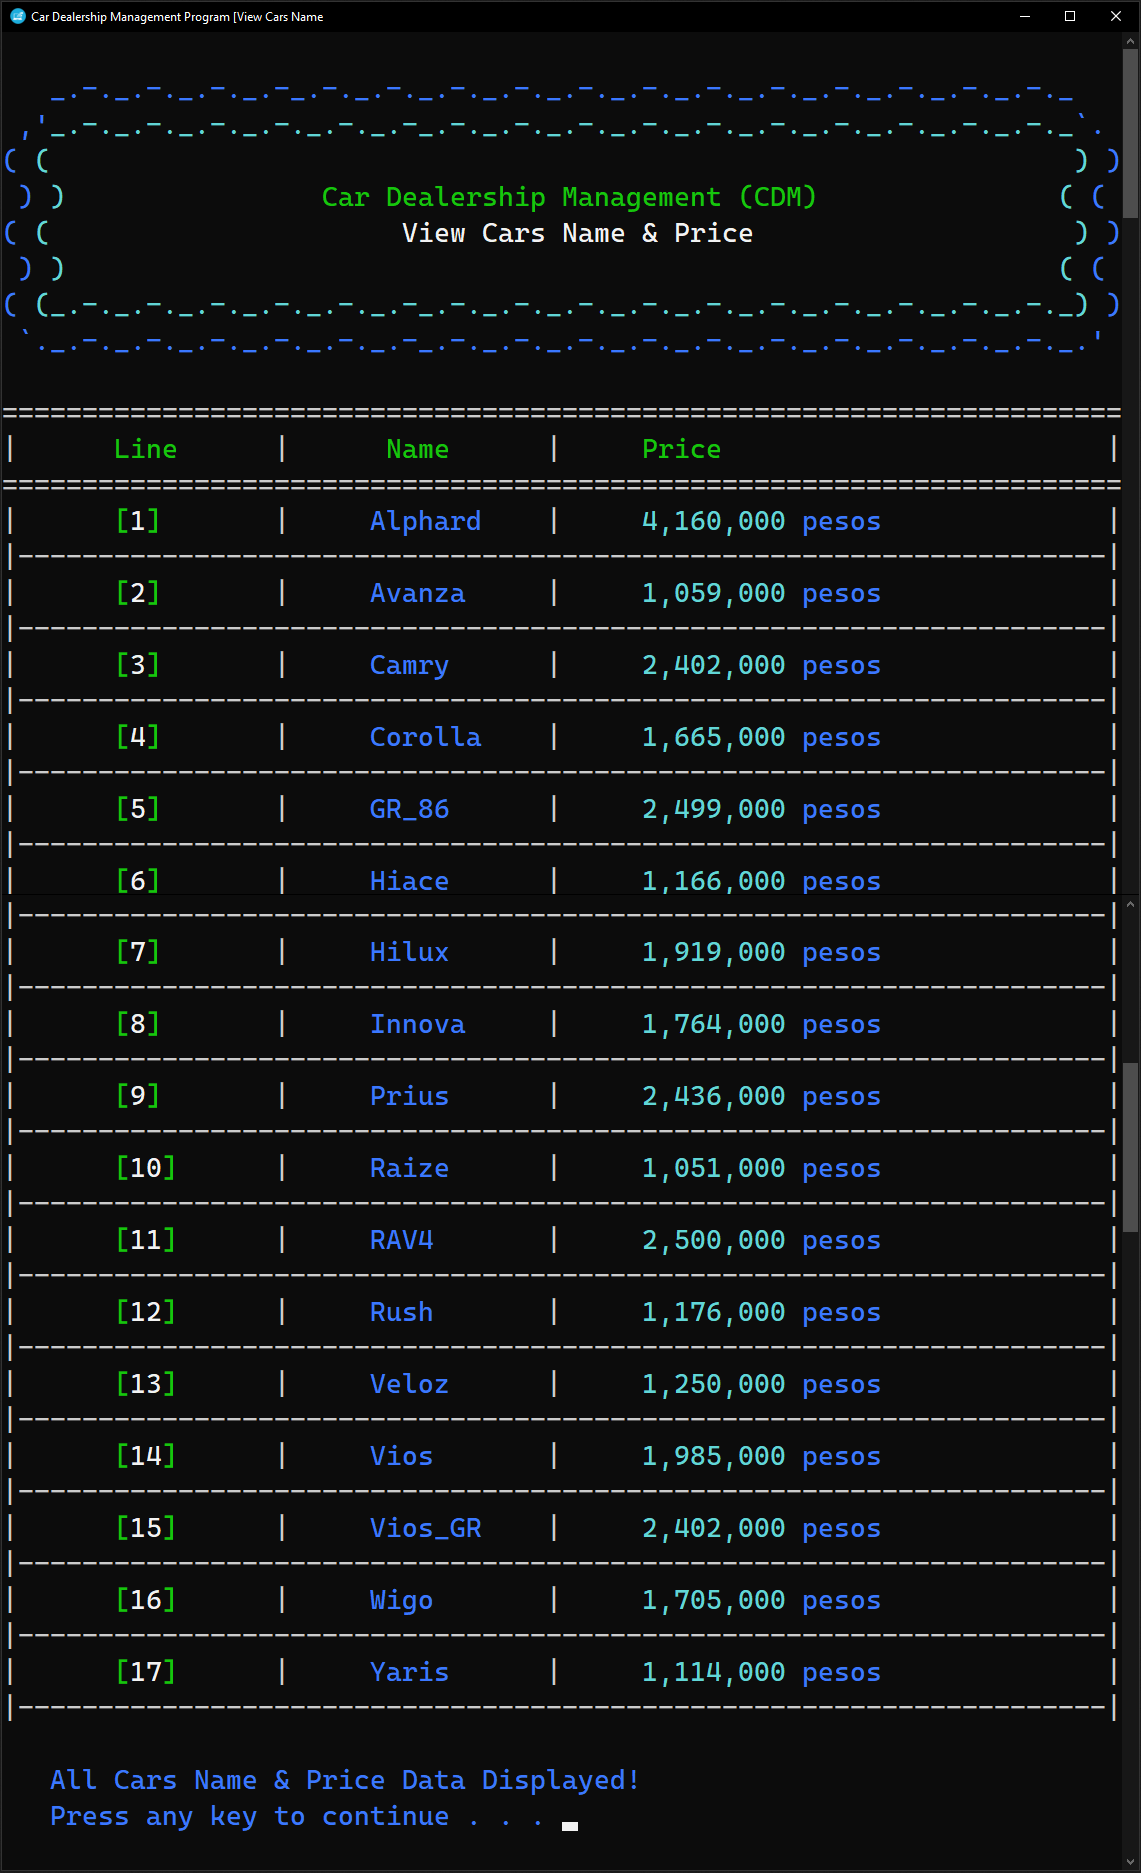 Car Dealership Management Program [View Cars Name
Car Dealership Management (CDM)
View Cars Name & Price
| Line | Name | Price |
| [1] | Alphard | 4,160,000 pesos |
| [2] | Avanza | 1,059,000 pesos |
| [3] | Camry | 2,402,000 pesos |
| [4] | Corolla | 1,665,000 pesos |
| [5] | GR_86 | 2,499,000 pesos |
| [6] | Hiace | 1,166,000 pesos |
| [7] | Hilux | 1,919,000 pesos |
| [8] | Innova | 1,764,000 pesos |
| [9] | Prius | 2,436,000 pesos |
| [10] | Raize | 1,051,000 pesos |
| [11] | RAV4 | 2,500,000 pesos |
| [12] | Rush | 1,176,000 pesos |
| [13] | Veloz | 1,250,000 pesos |
| [14] | Vios | 1,985,000 pesos |
| [15] | Vios_GR | 2,402,000 pesos |
| [16] | Wigo | 1,705,000 pesos |
| [17] | Yaris | 1,114,000 pesos |
All Cars Name & Price Data Displayed!
Press any key to continue . . .